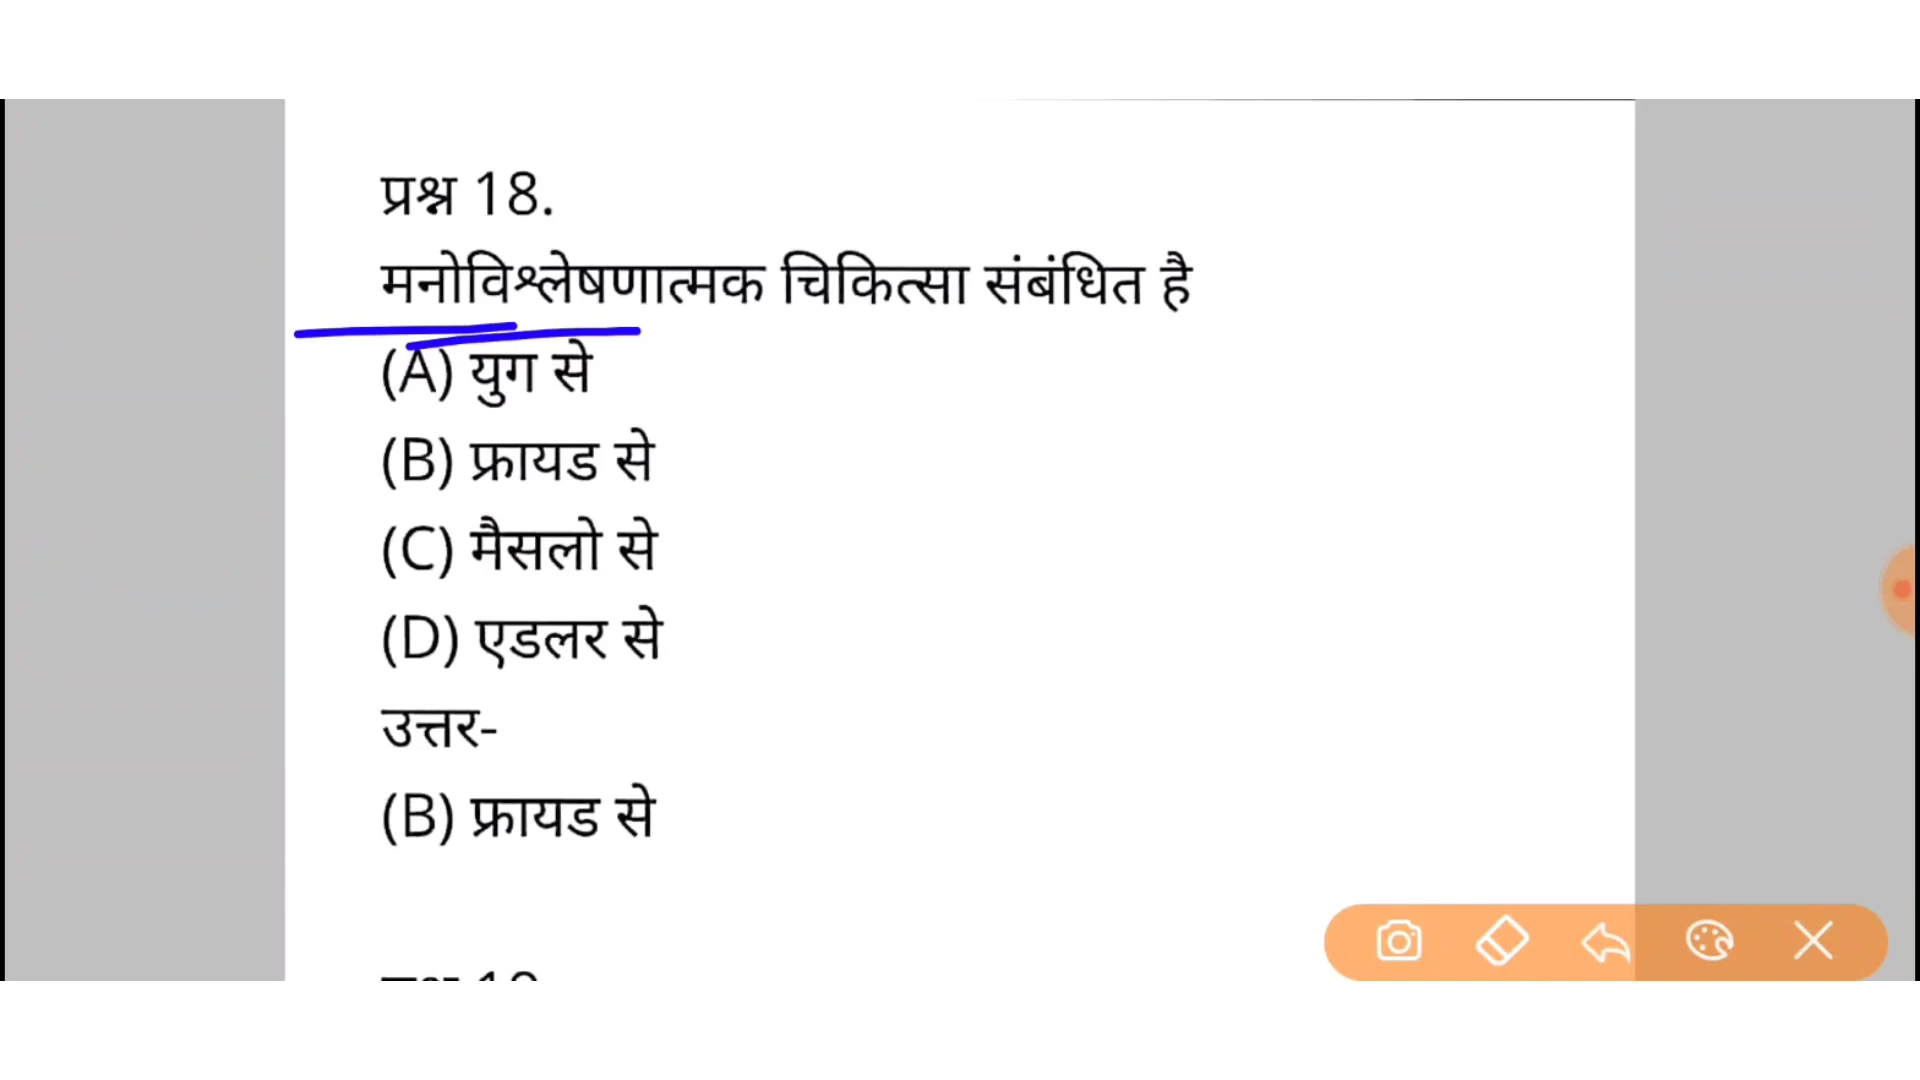 प्रश्न 18.
मनोविश्लेषणात्मक चिकित्सा संबंधित है
(A) युग से
(B) फ्रायड से
(C) मैसलो से
(D) एडलर से
उत्तर-
(B) फ्रायड से